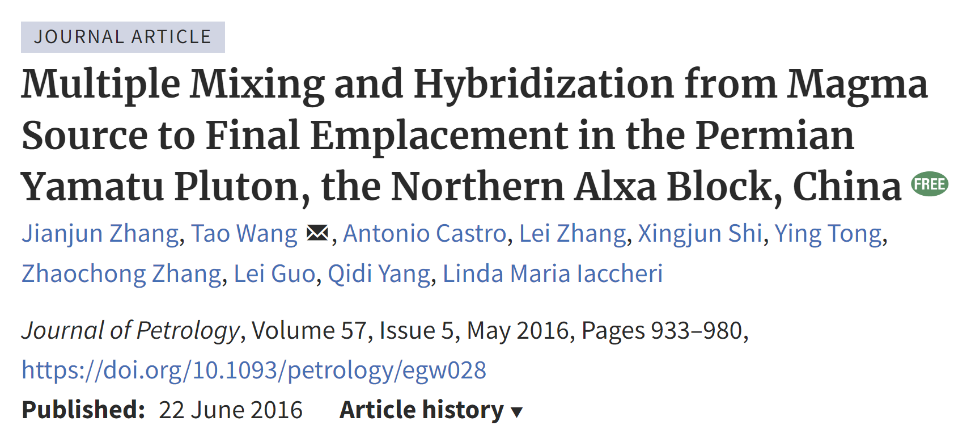 JOURNAL ARTICLE
Multiple Mixing and Hybridization from Magma
Source to Final Emplacement in the Permian
Yamatu Pluton, the Northern Alxa Block, China FREE
Jianjun Zhang, Tao Wang , Antonio Castro, Lei Zhang, Xingjun Shi, Ying Tong,
Zhaochong Zhang, Lei Guo, Qidi Yang, Linda Maria Iaccheri
Journal of Petrology, Volume 57, Issue 5, May 2016, Pages 933–980,
https://doi.org/10.1093/petrology/egw028
Published: 22 June 2016 Article history ▼